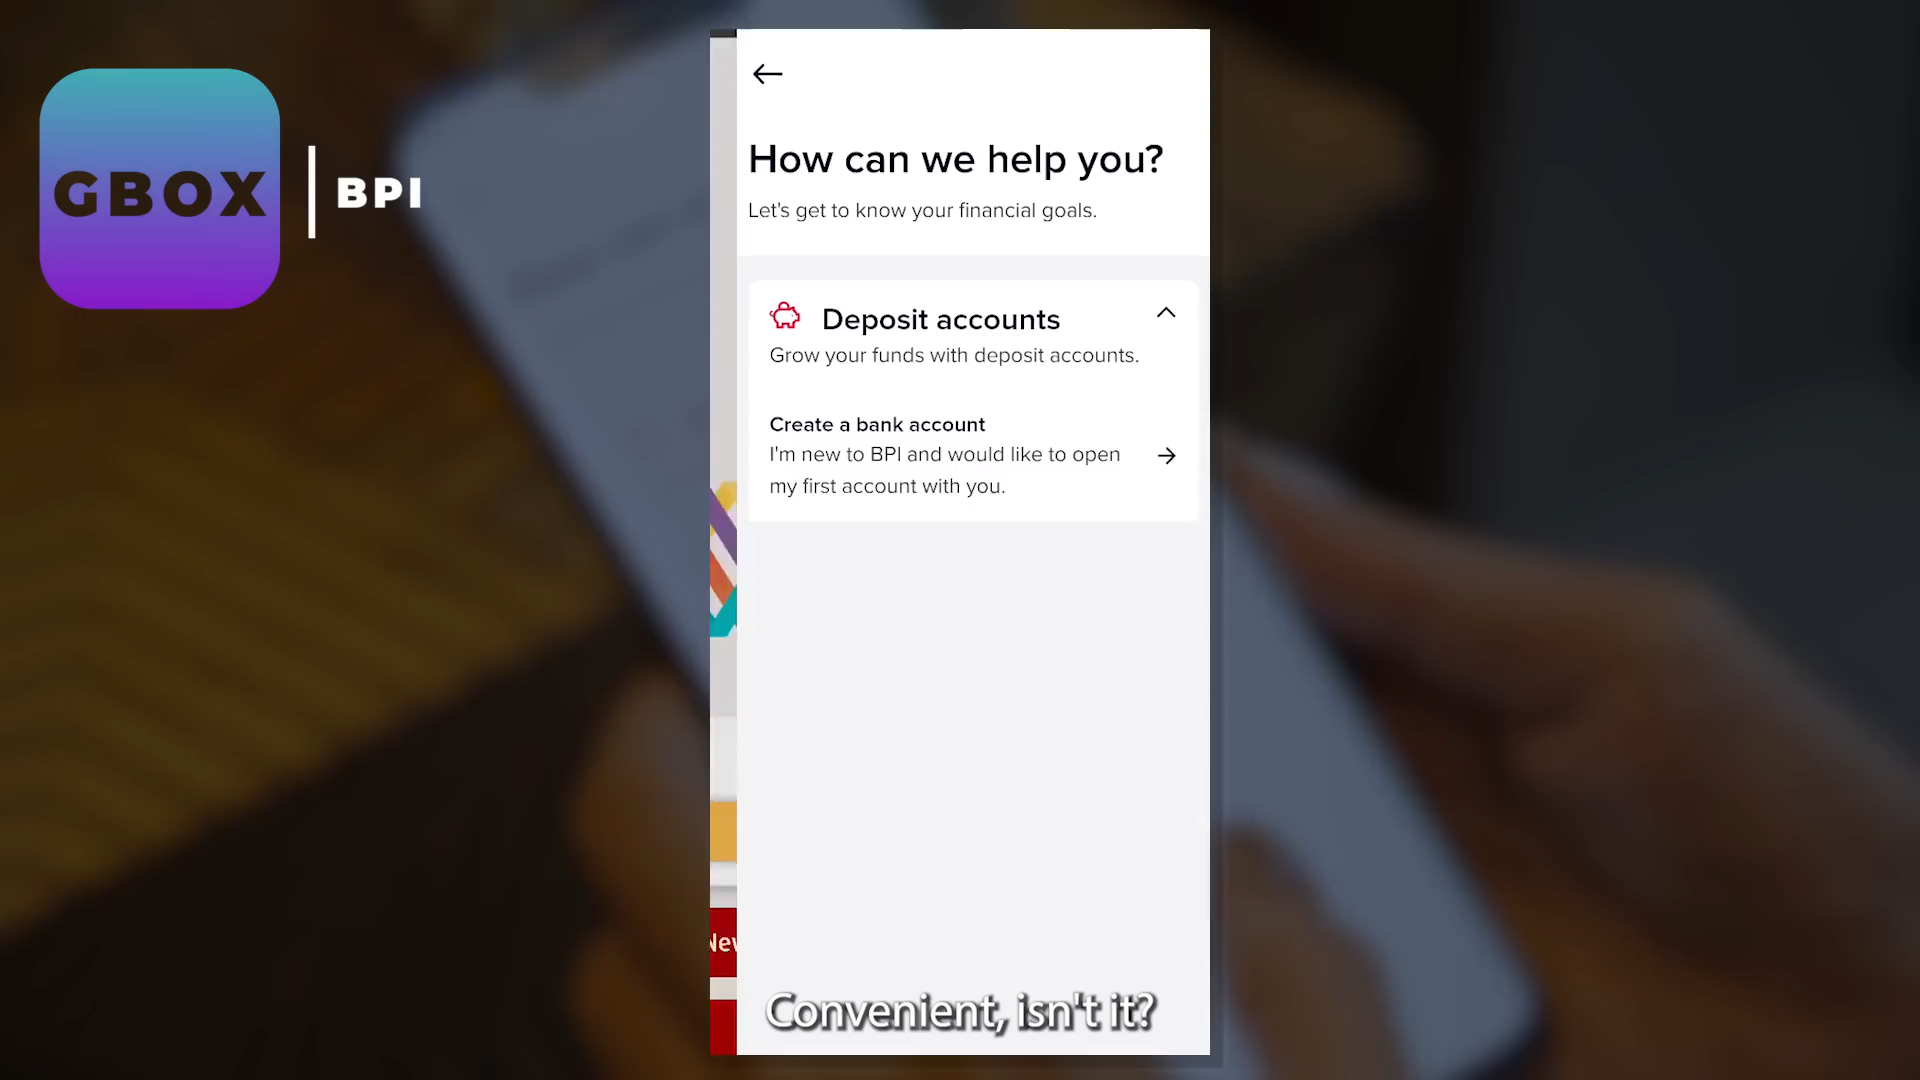 GBOX
BPI
How can we help you?
Let's get to know your financial goals.
Deposit accounts
Grow your funds with deposit accounts.
Create a bank account
I'm new to BPI and would like to open
my first account with you.
New
Convenient, isn't it?